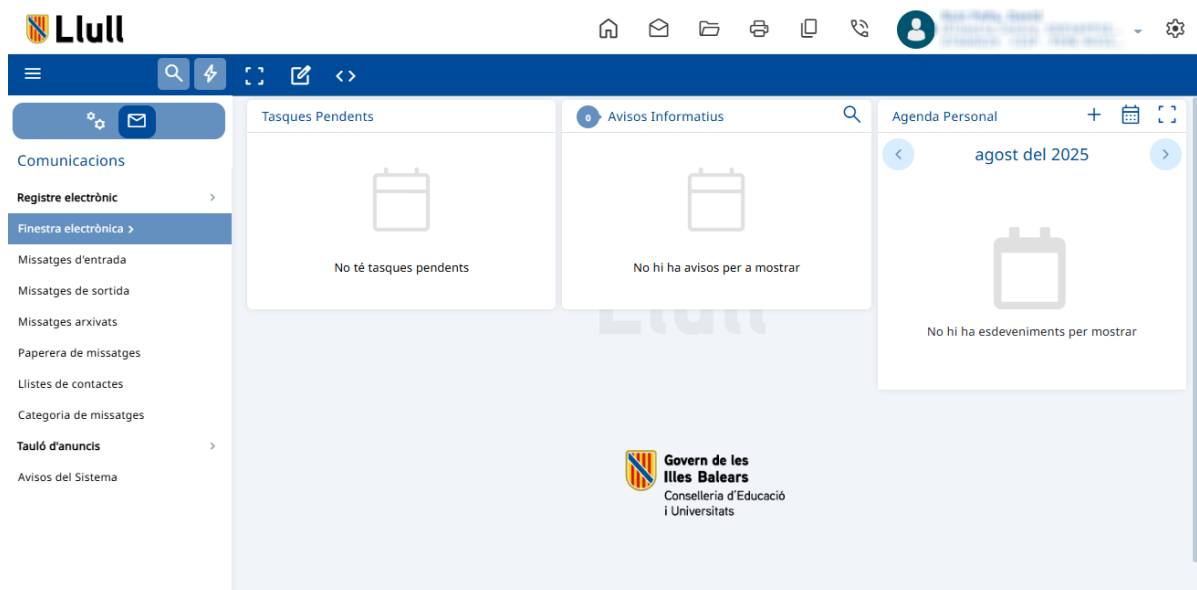 Llull
Comunicacions
Registre electrònic
Finestra electrònica
Missatges d'entrada
Missatges de sortida
Missatges arxivats
Paperera de missatges
Llistes de contactes
Categoria de missatges
Tauló d'anuncis
Avisos del Sistema
Tasques Pendents
No té tasques pendents
0 Avisos Informatius
No hi ha avisos per a mostrar
Agenda Personal
agost del 2025
No hi ha esdeveniments per mostrar
Llull
Govern de les
Illes Balears
Conselleria d'Educació
i Universitats